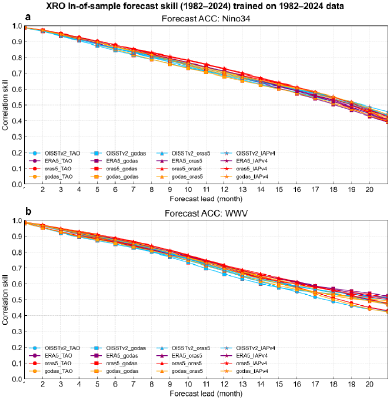 XRO In-of-sample forecast skill (1982–2024) trained on 1982–2024 data
a
Forecast ACC: Nino34
Correlation skill
1.0
0.9
0.8
0.7
0.6
0.5
0.4
0.3
0.2
0.1
0.0
OISSTv2_TAO OISSTv2_godas OISSTv2_oras5 OISSTv2_IAPv4
ERA5_TAO ERA5_godas ERA5_oras5 ERA5_IAPv4
oras5_TAO oras5_godas oras5_oras5 oras5_IAPv4
godas_TAO godas_godas godas_oras5 godas_IAPv4
2 3 4 5 6 7 8 9 10 11 12 13 14 15 16 17 18 19 20
Forecast lead (month)
b
Forecast ACC: WWV
Correlation skill
1.0
0.9
0.8
0.7
0.6
0.5
0.4
0.3
0.2
0.1
0.0
OISSTv2_TAO OISSTv2_godas OISSTv2_oras5 OISSTv2_IAPv4
ERA5_TAO ERA5_godas ERA5_oras5 ERA5_IAPv4
oras5_TAO oras5_godas oras5_oras5 oras5_IAPv4
godas_TAO godas_godas godas_oras5 godas_IAPv4
2 3 4 5 6 7 8 9 10 11 12 13 14 15 16 17 18 19 20
Forecast lead (month)